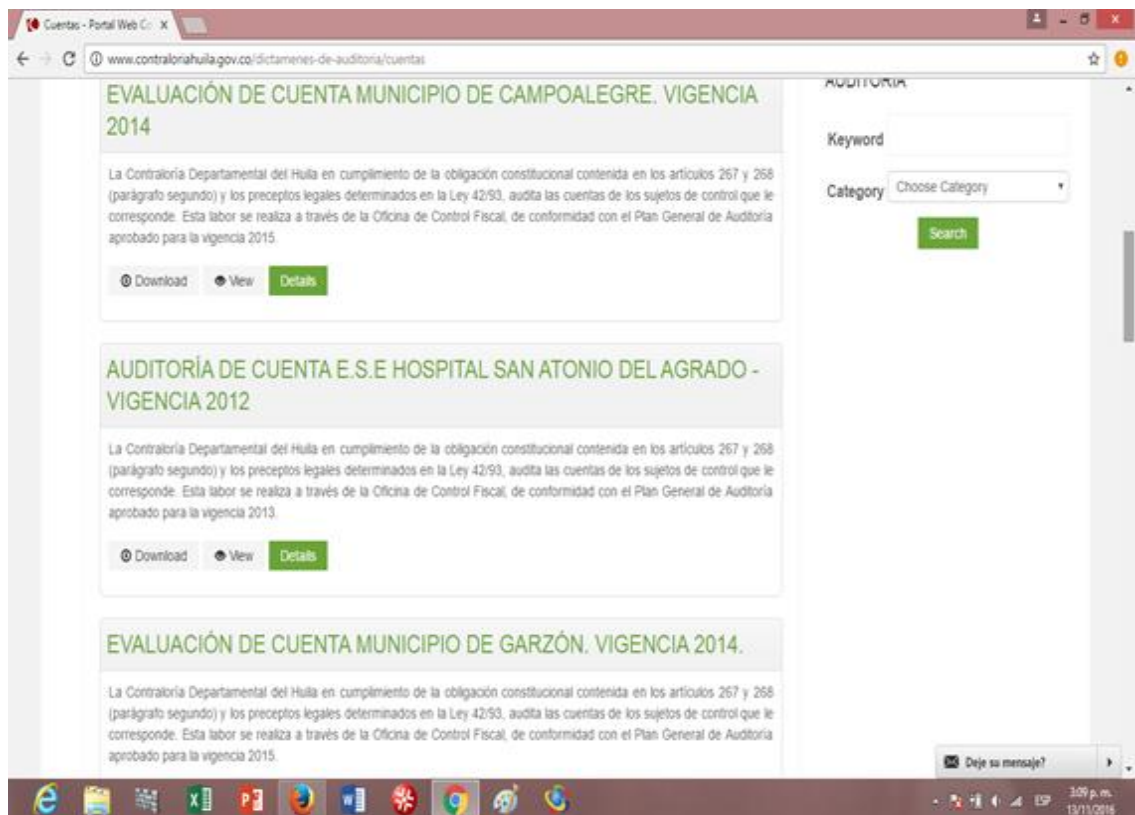 Cuentas - Portal Web Co
www.contraloriahuila.gov.co/dictamenes-de-auditoria/cuentas
EVALUACIÓN DE CUENTA MUNICIPIO DE CAMPOALEGRE. VIGENCIA
2014
La Contraloría Departamental del Huila en cumplimiento de la obligación constitucional contenida en los artículos 267 y 268
(parágrafo segundo) y los preceptos legales determinados en la Ley 42/93, audita las cuentas de los sujetos de control que le
corresponde. Esta labor se realiza a través de la Oficina de Control Fiscal, de conformidad con el Plan General de Auditoría
aprobado para la vigencia 2015.
Download View Details
AUDITORÍA DE CUENTA E.S.E HOSPITAL SAN ATONIO DEL AGRADO -
VIGENCIA 2012
La Contraloría Departamental del Huila en cumplimiento de la obligación constitucional contenida en los artículos 267 y 268
(parágrafo segundo) y los preceptos legales determinados en la Ley 42/93, audita las cuentas de los sujetos de control que le
corresponde. Esta labor se realiza a través de la Oficina de Control Fiscal, de conformidad con el Plan General de Auditoría
aprobado para la vigencia 2013.
Download View Details
EVALUACIÓN DE CUENTA MUNICIPIO DE GARZÓN. VIGENCIA 2014.
La Contraloría Departamental del Huila en cumplimiento de la obligación constitucional contenida en los artículos 267 y 268
(parágrafo segundo) y los preceptos legales determinados en la Ley 42/93, audita las cuentas de los sujetos de control que le
corresponde. Esta labor se realiza a través de la Oficina de Control Fiscal, de conformidad con el Plan General de Auditoría
aprobado para la vigencia 2015.
AUDITORIA
Keyword
Category Choose Category
Search
Deje su mensaje?
ESP
3:09 p.m.
13/11/2016